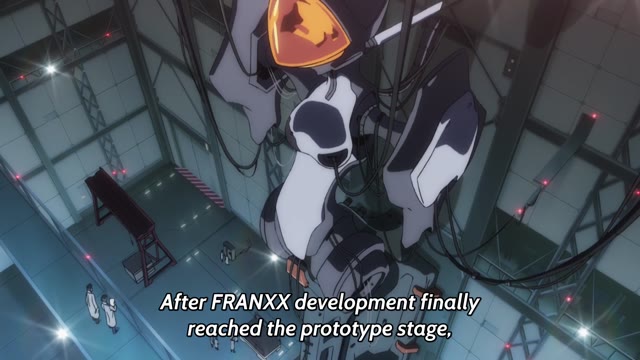 After FRANXX development finally
reached the prototype stage,